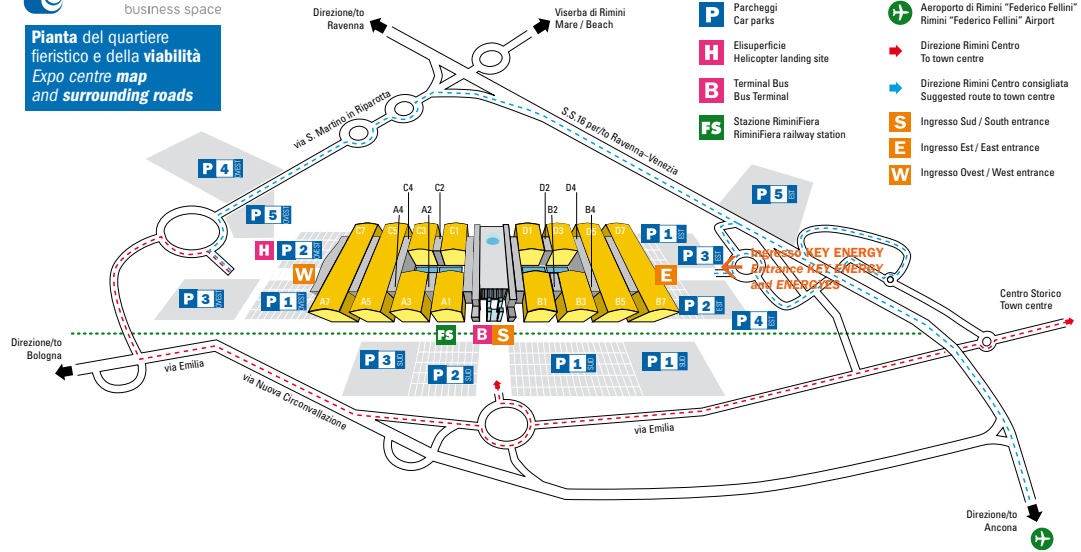 business space
Pianta del quartiere
fieristico e della viabilità
Expo centre map
and surrounding roads
Direzione/to
Ravenna
Viserba di Rimini
Mare / Beach
P
Parcheggi
Car parks
H
Elisuperficie
Helicopter landing site
B
Terminal Bus
Bus Terminal
FS
Stazione RiminiFiera
RiminiFiera railway station
Aeroporto di Rimini "Federico Fellini"
Rimini "Federico Fellini" Airport
Direzione Rimini Centro
To town centre
Direzione Rimini Centro consigliata
Suggested route to town centre
S
Ingresso Sud / South entrance
E
Ingresso Est / East entrance
W
Ingresso Ovest / West entrance
via S. Martino in Riparotta
S.S.16 per/to Ravenna–Venezia
P 4 OVEST
P 5 OVEST
H
P 2 OVEST
W
P 3 OVEST
P 1 OVEST
C4
C2
A4
A2
D2
D4
B2
B4
C7
C5
C3
C1
D1
D3
D5
D7
A7
A5
A3
A1
B1
B3
B5
B7
P 5 EST
P 1 EST
P 3 EST
E
P 2 EST
P 4 EST
Ingresso KEY ENERGY
Entrance KEY ENERGY
and ENERGYES
Centro Storico
Town centre
FS
B
S
P 3 SUD
P 2 SUD
P 1 SUD
P 1 SUD
Direzione/to
Bologna
via Emilia
via Nuova Circonvallazione
via Emilia
Direzione/to
Ancona